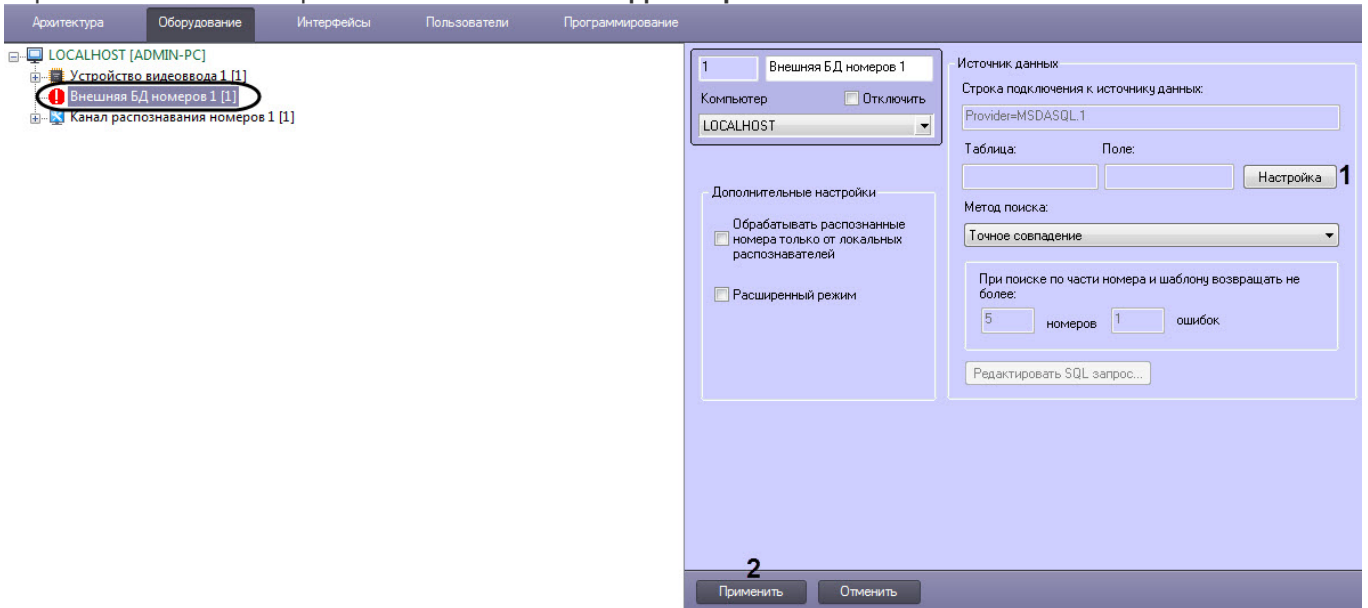 Архитектура Оборудование Интерфейсы Пользователи Программирование
LOCALHOST [ADMIN-PC]
Устройство видеоввода 1 [1]
Внешняя БД номеров 1 [1]
Канал распознавания номеров 1 [1]
1 Внешняя БД номеров 1
Компьютер Отключить
LOCALHOST
Дополнительные настройки
Обрабатывать распознанные
номера только от локальных
распознавателей
Расширенный режим
Источник данных
Строка подключения к источнику данных:
Provider=MSDASQL.1
Таблица: Поле:
Настройка 1
Метод поиска:
Точное совпадение
При поиске по части номера и шаблону возвращать не
более:
5 номеров 1 ошибок
Редактировать SQL запрос...
2
Применить Отменить